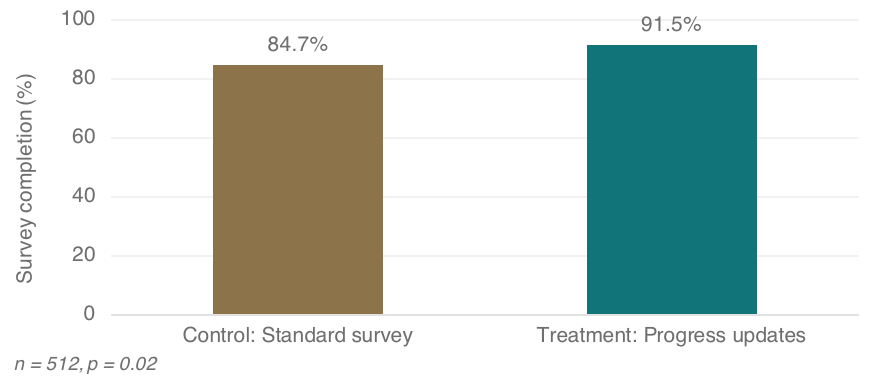 Survey completion (%)
100
80
60
40
20
0
84.7%
91.5%
Control: Standard survey
Treatment: Progress updates
n = 512, p = 0.02